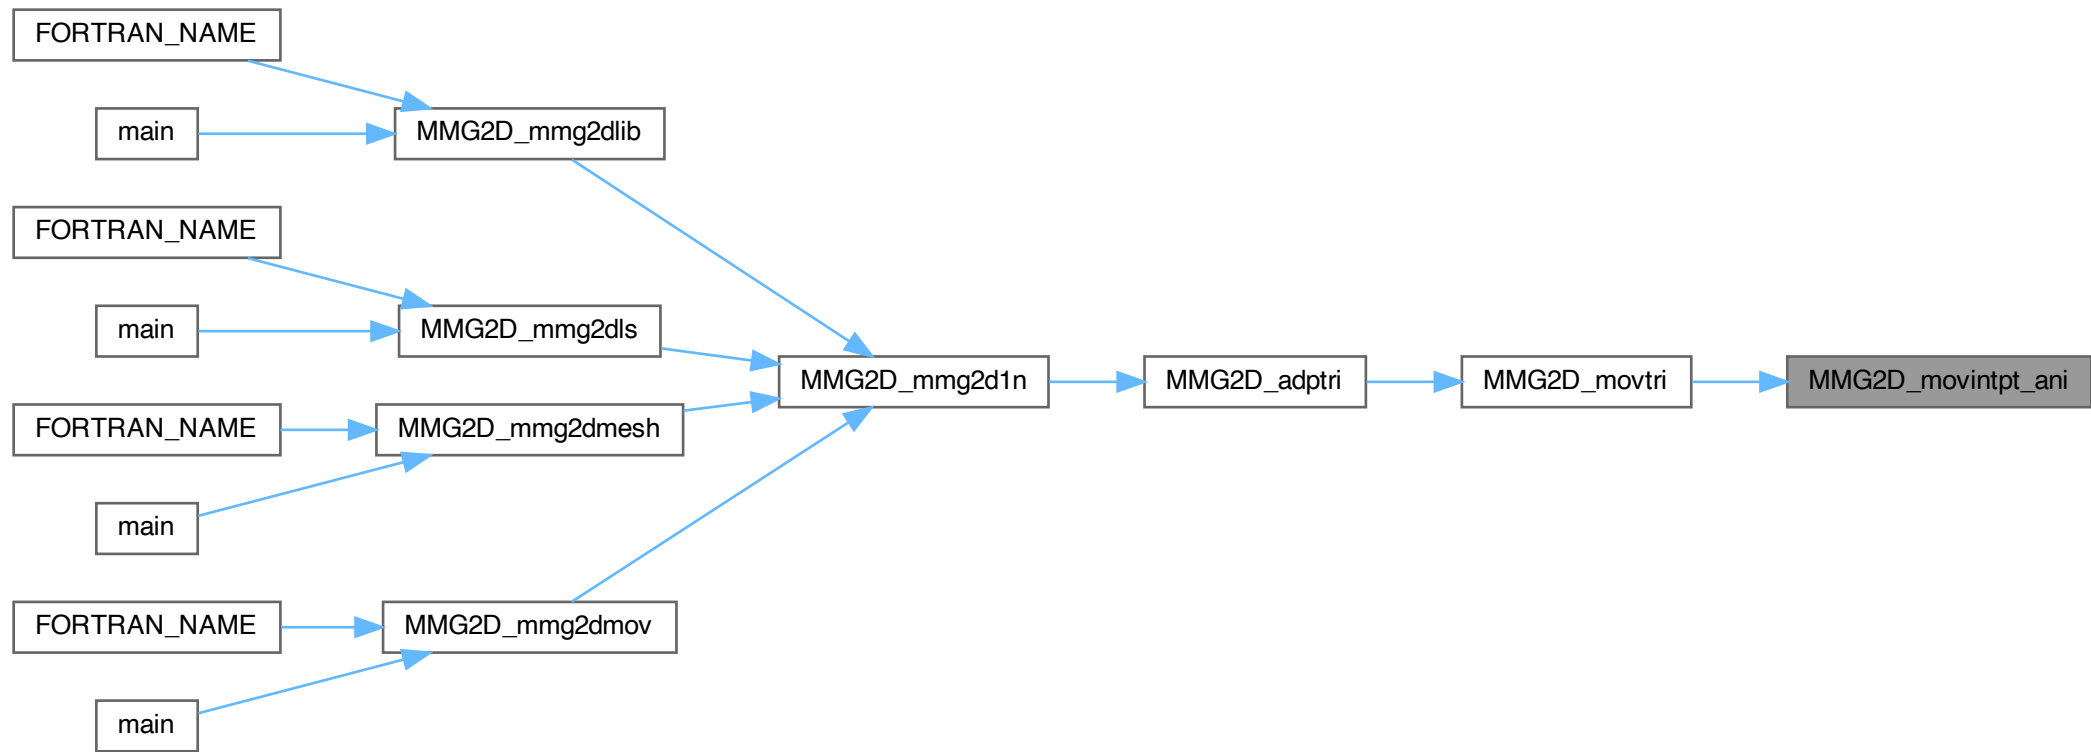 FORTRAN_NAME
main
MMG2D_mmg2dlib
FORTRAN_NAME
main
MMG2D_mmg2dls
MMG2D_mmg2d1n
MMG2D_adptri
MMG2D_movtri
MMG2D_movintpt_ani
FORTRAN_NAME
MMG2D_mmg2dmesh
main
FORTRAN_NAME
MMG2D_mmg2dmov
main